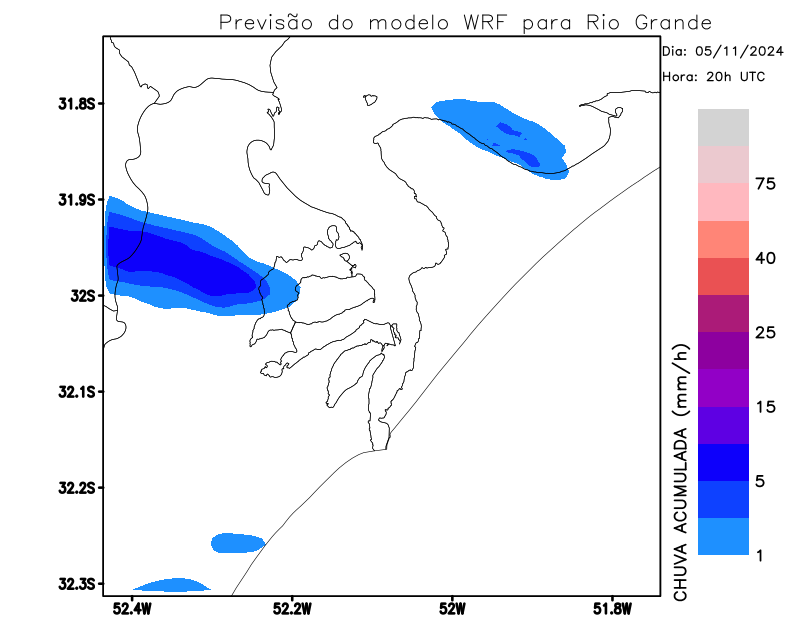 Previsão do modelo WRF para Rio Grande
Dia: 05/11/2024
Hora: 20h UTC
31.8S
31.9S
32S
32.1S
32.2S
32.3S
52.4W
52.2W
52W
51.8W
CHUVA ACUMULADA (mm/h)
75
40
25
15
5
1